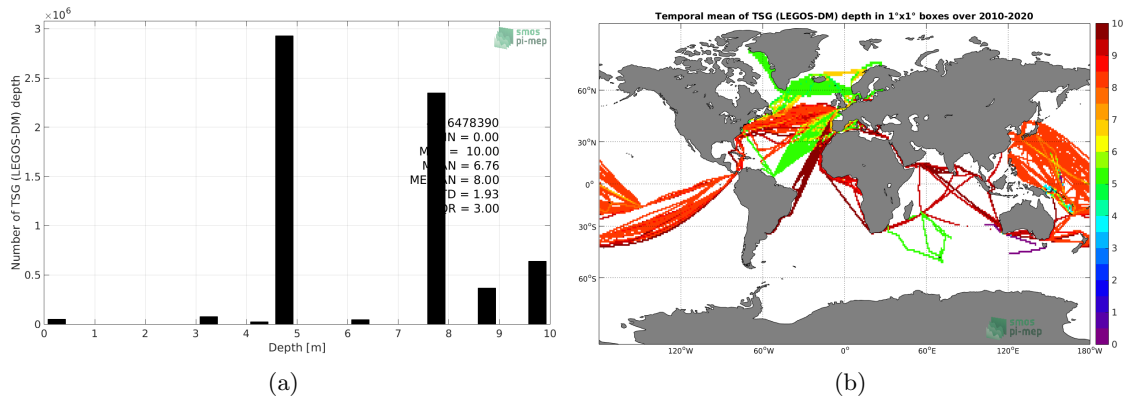 ×10⁶
3
2.5
2
1.5
1
0.5
0
Number of TSG (LEGOS-DM) depth
smos
pi-mep
6478390
N = 0.00
= 10.00
N = 6.76
N = 8.00
TD = 1.93
R = 3.00
0 1 2 3 4 5 6 7 8 9 10
Depth [m]
(a)
Temporal mean of TSG (LEGOS-DM) depth in 1°x1° boxes over 2010-2020
60°N
30°N
0°
30°S
60°S
120°W 60°W 0° 60°E 120°E 180°W
10
9
8
7
6
5
4
3
2
1
0
smos
pi-mep
(b)